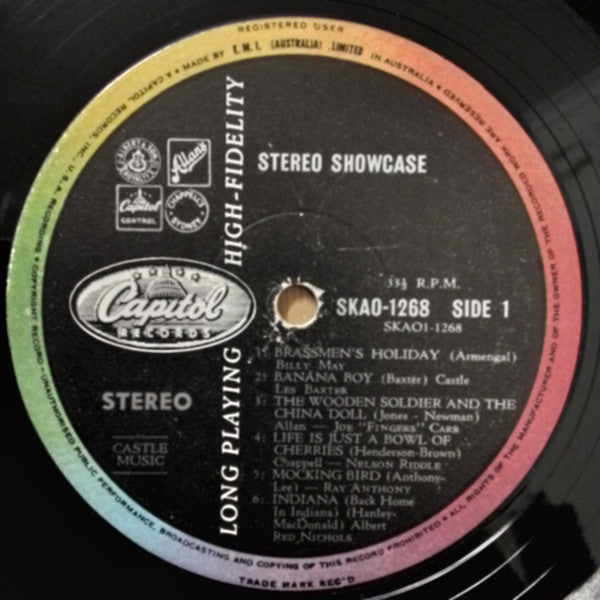 REGISTERED USER
• MADE BY E.M.I. (AUSTRALIA) LIMITED IN AUSTRALIA •
ALL RIGHTS OF THE MANUFACTURER AND OF THE OWNER OF THE RECORDED WORK ARE RESERVED •
A CAPITOL RECORDS, INC. U.S.A. RECORDING • COPYRIGHT RECORD — UNAUTHORISED PUBLIC PERFORMANCE, BROADCASTING AND COPYING OF THIS RECORD PROHIBITED •
TRADE MARK REG'D
ALBERT & SON
Allans
Capitol
CONTROL
CHAPPELLS
SYDNEY
LONG PLAYING HIGH-FIDELITY
STEREO SHOWCASE
Capitol
RECORDS
33⅓ R.P.M.
SKAO-1268 SIDE 1
SKAO1-1268
STEREO
CASTLE
MUSIC
1: BRASSMEN'S HOLIDAY (Armengal)
BILLY MAY
2: BANANA BOY (Baxter) Castle
LES BAXTER
3: THE WOODEN SOLDIER AND THE
CHINA DOLL (Jones - Newman)
Allan — JOE "FINGERS" CARR
4: LIFE IS JUST A BOWL OF
CHERRIES (Henderson-Brown)
Chappell — NELSON RIDDLE
5: MOCKING BIRD (Anthony-
Lee) — RAY ANTHONY
6: INDIANA (Back Home
In Indiana) (Hanley-
MacDonald) Albert
RED NICHOLS